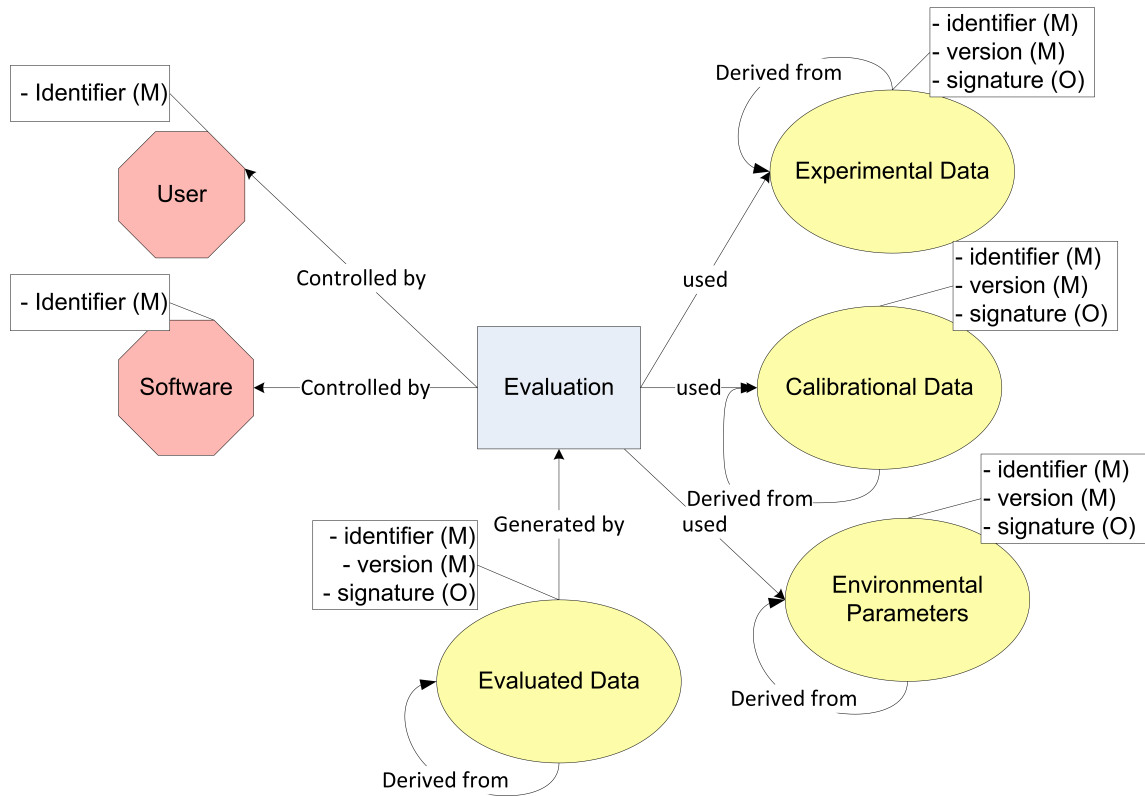 - identifier (M)
- version (M)
- signature (O)
Derived from
- Identifier (M)
Experimental Data
User
- identifier (M)
- version (M)
- signature (O)
Controlled by
used
- Identifier (M)
Software
Controlled by
Evaluation
used
Calibrational Data
- identifier (M)
- version (M)
- signature (O)
Derived from
used
Generated by
- identifier (M)
- version (M)
- signature (O)
Environmental
Parameters
Evaluated Data
Derived from
Derived from